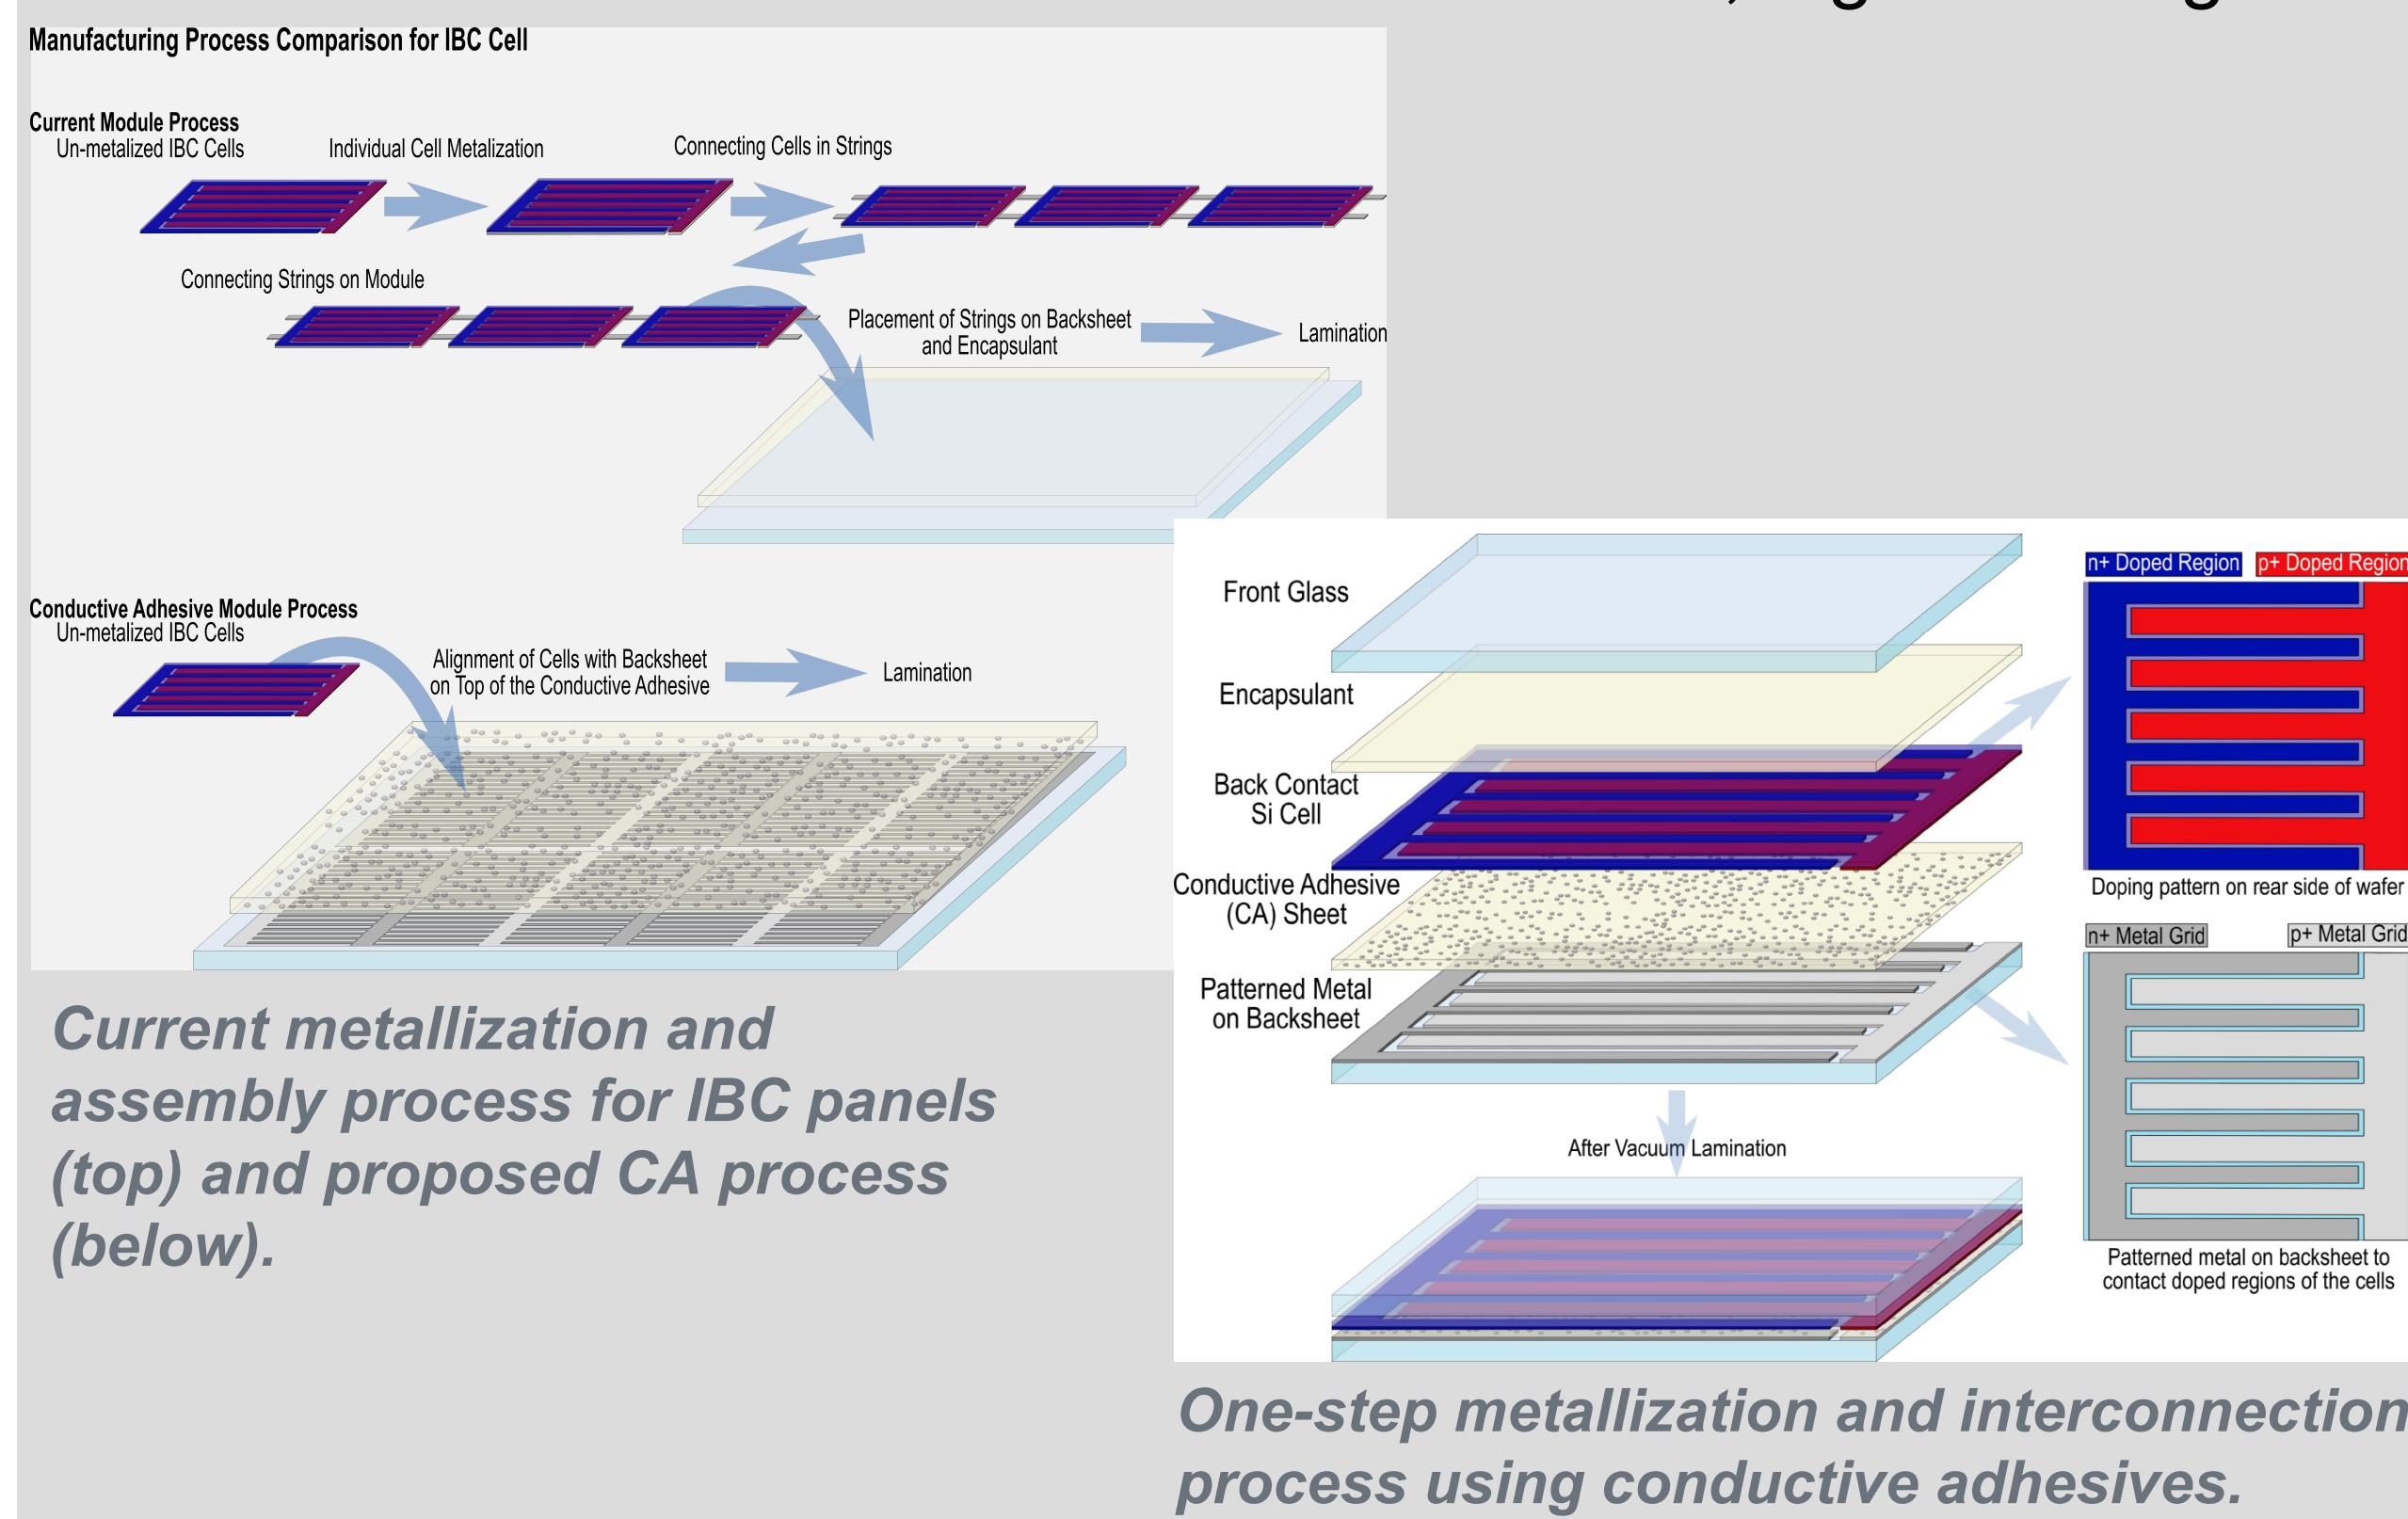 Manufacturing Process Comparison for IBC Cell
Current Module Process
Un-metalized IBC Cells
Individual Cell Metalization
Connecting Cells in Strings
Connecting Strings on Module
Placement of Strings on Backsheet
and Encapsulant
Lamination
Conductive Adhesive Module Process
Un-metalized IBC Cells
Alignment of Cells with Backsheet
on Top of the Conductive Adhesive
Lamination
Current metallization and
assembly process for IBC panels
(top) and proposed CA process
(below).
Front Glass
Encapsulant
Back Contact
Si Cell
Conductive Adhesive
(CA) Sheet
Patterned Metal
on Backsheet
After Vacuum Lamination
n+ Doped Region
p+ Doped Region
Doping pattern on rear side of wafer
n+ Metal Grid
p+ Metal Grid
Patterned metal on backsheet to
contact doped regions of the cells
One-step metallization and interconnection
process using conductive adhesives.